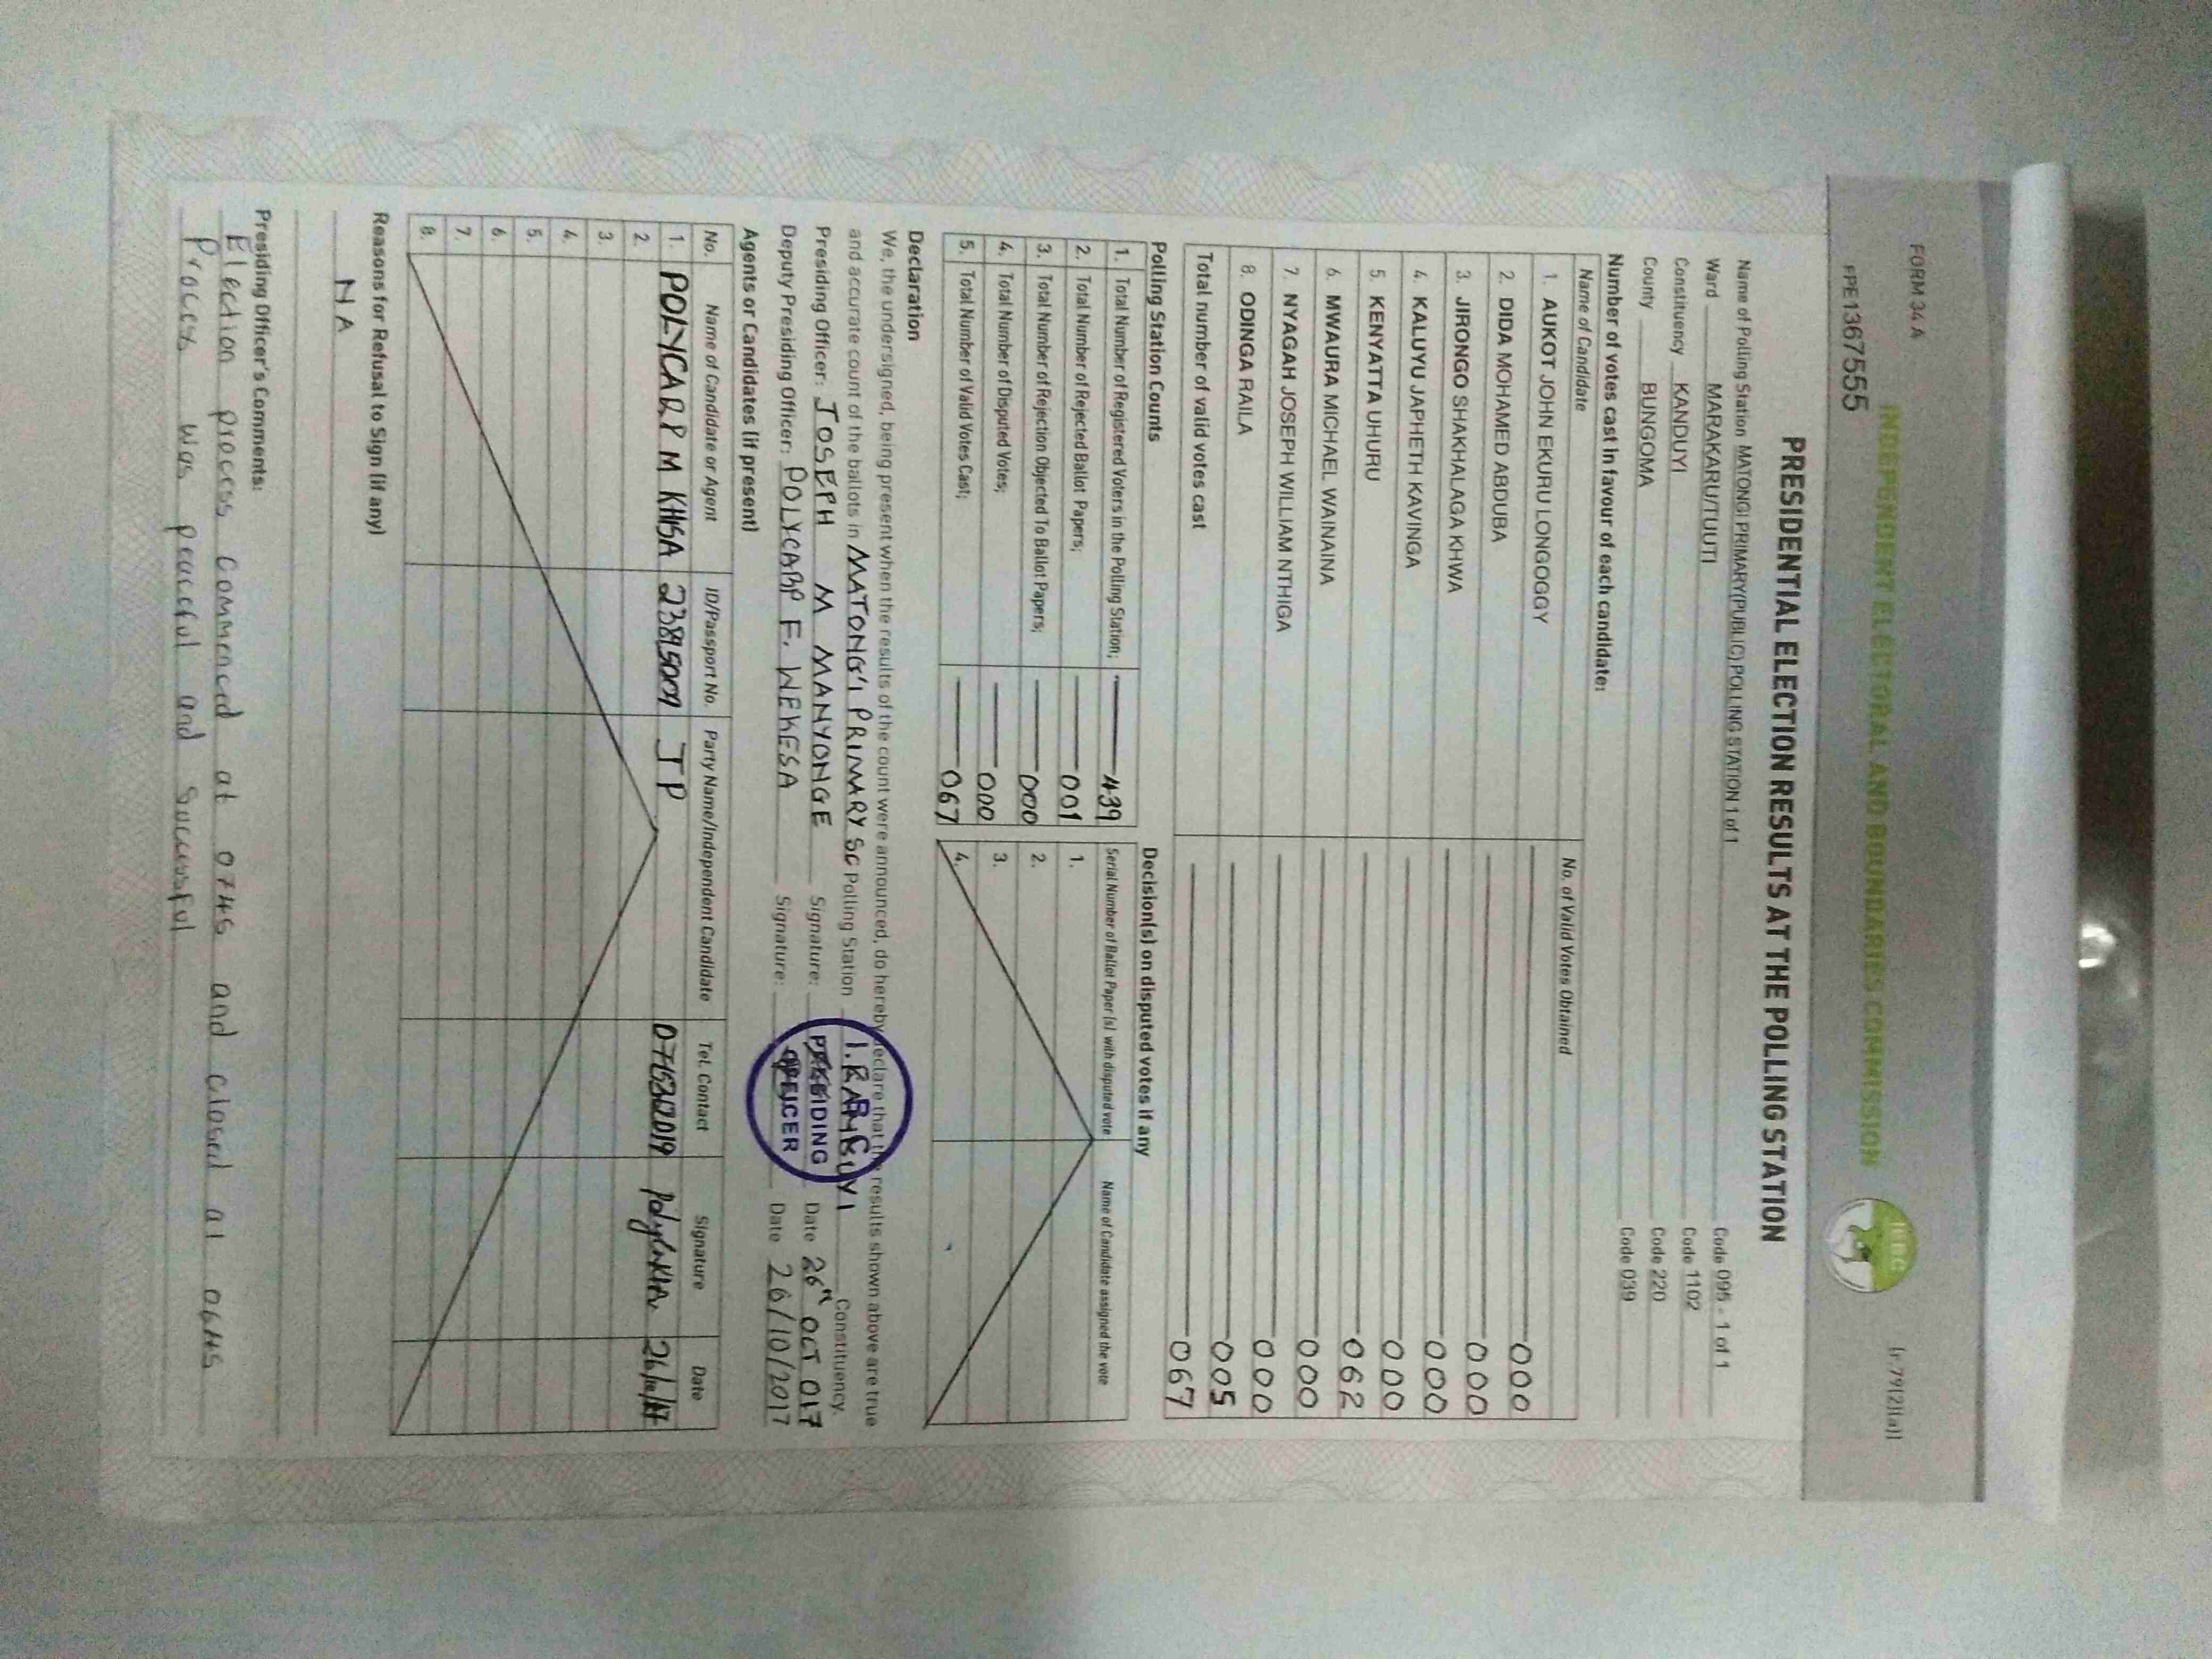 FORM 34 A
[r 79(2)(a)]
INDEPENDENT ELECTORAL AND BOUNDARIES COMMISSION
IEBC
PPE1367555
PRESIDENTIAL ELECTION RESULTS AT THE POLLING STATION
Name of Polling Station MATONGI PRIMARY(PUBLIC) POLLING STATION 1 of 1 Code 095 - 1 of 1
Ward MARAKARU/TUUTI Code 1102
Constituency KANDUYI Code 220
County BUNGOMA Code 039
Number of votes cast in favour of each candidate:
Name of Candidate No. of Valid Votes Obtained
1. AUKOT JOHN EKURU LONGOGGY 000
2. DIDA MOHAMED ABDUBA 000
3. JIRONGO SHAKHALAGA KHWA 000
4. KALUYU JAPHETH KAVINGA 000
5. KENYATTA UHURU 062
6. MWAURA MICHAEL WAINAINA 000
7. NYAGAH JOSEPH WILLIAM NTHIGA 000
8. ODINGA RAILA 005
Total number of valid votes cast 067
Polling Station Counts
1. Total Number of Registered Voters in the Polling Station; 439
2. Total Number of Rejected Ballot Papers; 001
3. Total Number of Rejection Objected To Ballot Papers; 000
4. Total Number of Disputed Votes; 000
5. Total Number of Valid Votes Cast; 067
Decision(s) on disputed votes if any
Serial Number of Ballot Paper (s) with disputed vote Name of Candidate assigned the vote
1.
2.
3.
4.
Declaration
We, the undersigned, being present when the results of the count were announced, do hereby declare that the results shown above are true
and accurate count of the ballots in MATONG'I PRIMARY SC Polling Station Constituency.
Presiding Officer: JOSEPH M MANYONGE Signature: Date 26th OCT 017
Deputy Presiding Officer: POLYCARP F. WEKESA Signature: Date 26/10/2017
PRESIDING
OFFICER
Agents or Candidates (if present)
No. Name of Candidate or Agent ID/Passport No. Party Name/Independent Candidate Tel. Contact Signature Date
1. POLYCARP M KHISA JP
2.
3.
4.
5.
6.
7.
8.
Reasons for Refusal to Sign (if any)
NA
Presiding Officer's Comments:
Election process commenced at 0745 and closed at 0645
Process was peaceful and Successful